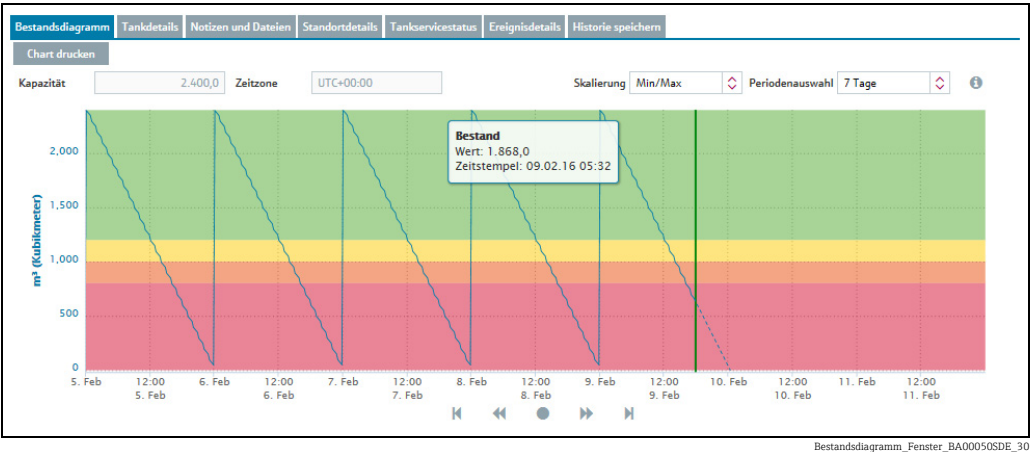 Bestandsdiagramm Tankdetails Notizen und Dateien Standortdetails Tankservicestatus Ereignisdetails Historie speichern
Chart drucken
Kapazität 2.400,0 Zeitzone UTC+00:00 Skalierung Min/Max Periodenauswahl 7 Tage
Bestand
Wert: 1.868,0
Zeitstempel: 09.02.16 05:32
m³ (Kubikmeter)
2,000
1,500
1,000
500
0
5. Feb 12:00 6. Feb 12:00 7. Feb 12:00 8. Feb 12:00 9. Feb 12:00 10. Feb 12:00 11. Feb 12:00
5. Feb 6. Feb 7. Feb 8. Feb 9. Feb 10. Feb 11. Feb
Bestandsdiagramm_Fenster_BA00050SDE_30